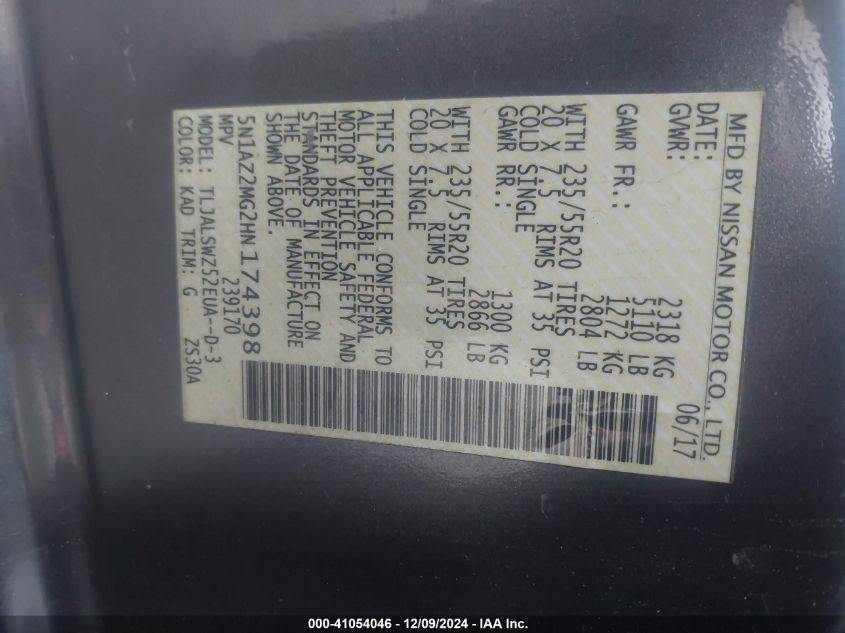 MFD BY NISSAN MOTOR CO., LTD.
DATE: 06/17
GVWR: 2318 KG
5110 LB
GAWR FR.: 1272 KG
2804 LB
WITH 235/55R20 TIRES
20 X 7.5 RIMS AT 35 PSI
COLD SINGLE
GAWR RR.: 1300 KG
2866 LB
WITH 235/55R20 TIRES
20 X 7.5 RIMS AT 35 PSI
COLD SINGLE
THIS VEHICLE CONFORMS TO
ALL APPLICABLE FEDERAL
MOTOR VEHICLE SAFETY AND
THEFT PREVENTION
STANDARDS IN EFFECT ON
THE DATE OF MANUFACTURE
SHOWN ABOVE.
5N1AZ2MG2HN174398
MPV 239170
MODEL: TLJALSWZ52EUA--D-3
COLOR: KAD TRIM: G ZS30A
000-41054046 - 12/09/2024 - IAA Inc.